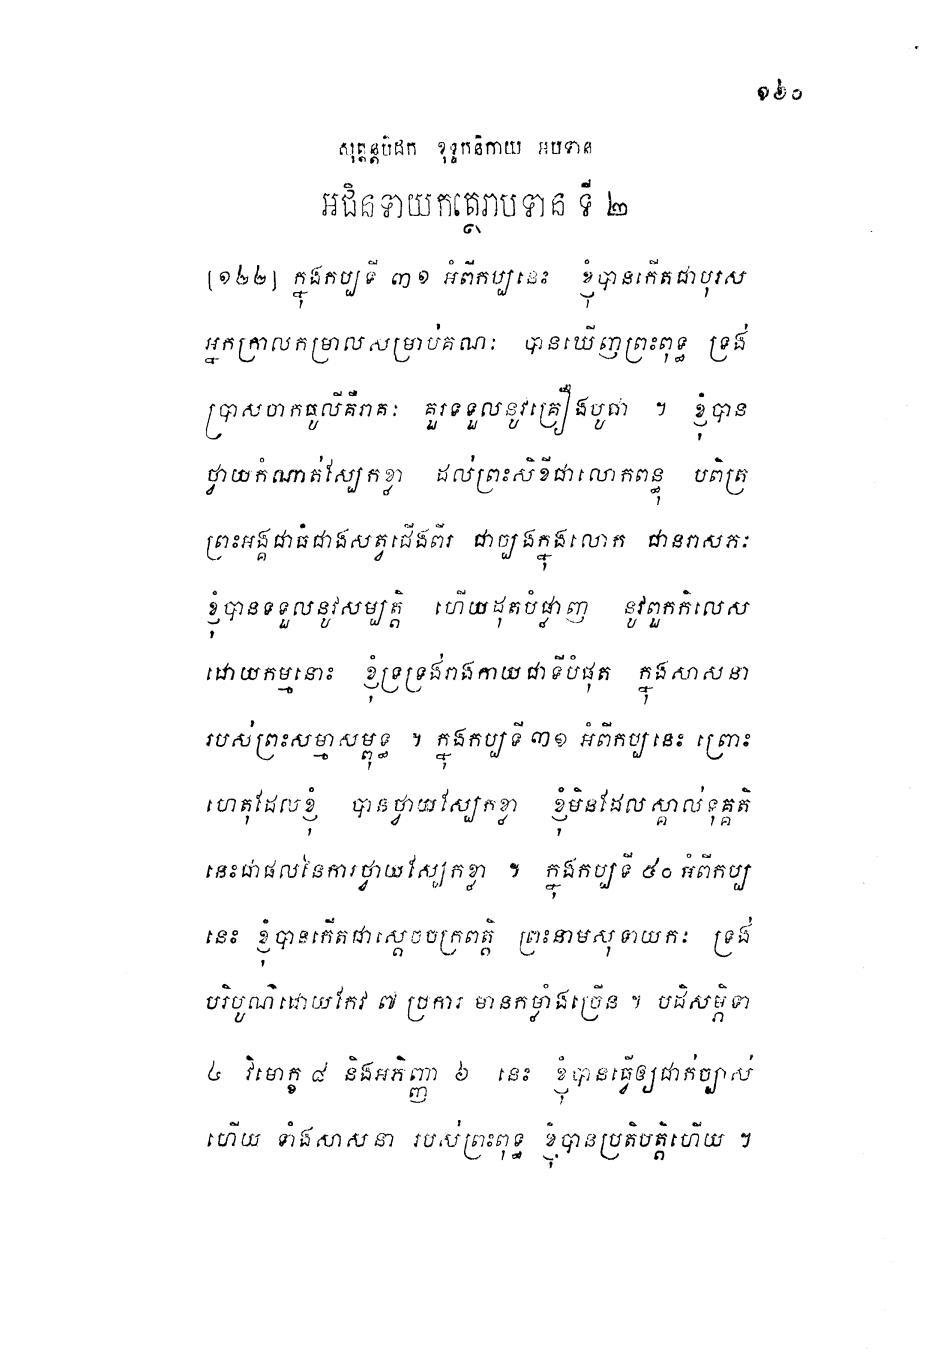 ១៦០
សុត្តន្តបិដក ខុទ្ទកនិកាយ អបទាន
អជិនទាយកត្ថេរាបទាន ទី ២
[១៦២] ក្នុងកប្បទី ៣១ អំពីកប្បនេះ ខ្ញុំបានកើតជាបុរស
អ្នកក្រាលកម្រាលសម្រាប់គណៈ បានឃើញព្រះពុទ្ធ ទ្រង់
ប្រាសចាកធូលីគឺរាគៈ គួរទទួលនូវគ្រឿងបូជា ។ ខ្ញុំបាន
ថ្វាយកំណាត់ស្បែកខ្លា ដល់ព្រះសិខីជាលោកពន្ធុ បពិត្រ
ព្រះអង្គជាធំជាងសត្វជើងពីរ ជាច្បងក្នុងលោក ជានរាសភៈ
ខ្ញុំបានទទួលនូវសម្បត្តិ ហើយដុតបំផ្លាញ នូវពួកកិលេស
ដោយកម្មនោះ ខ្ញុំទ្រទ្រង់រាងកាយជាទីបំផុត ក្នុងសាសនា
របស់ព្រះសម្មាសម្ពុទ្ធ ។ ក្នុងកប្បទី ៣១ អំពីកប្បនេះ ព្រោះ
ហេតុដែលខ្ញុំ បានថ្វាយស្បែកខ្លា ខ្ញុំមិនដែលស្គាល់ទុគ្គតិ
នេះជាផលនៃការថ្វាយស្បែកខ្លា ។ ក្នុងកប្បទី ៥០ អំពីកប្ប
នេះ ខ្ញុំបានកើតជាស្តេចចក្រពត្តិ ព្រះនាមសុទាយកៈ ទ្រង់
បរិបូណ៌ដោយកែវ ៧ ប្រការ មានកម្លាំងច្រើន ។ បដិសម្ភិទា
៤ វិមោក្ខ ៨ និងអភិញ្ញា ៦ នេះ ខ្ញុំបានធ្វើឲ្យជាក់ច្បាស់
ហើយ ទាំងសាសនា របស់ព្រះពុទ្ធ ខ្ញុំបានប្រតិបត្តិហើយ ។